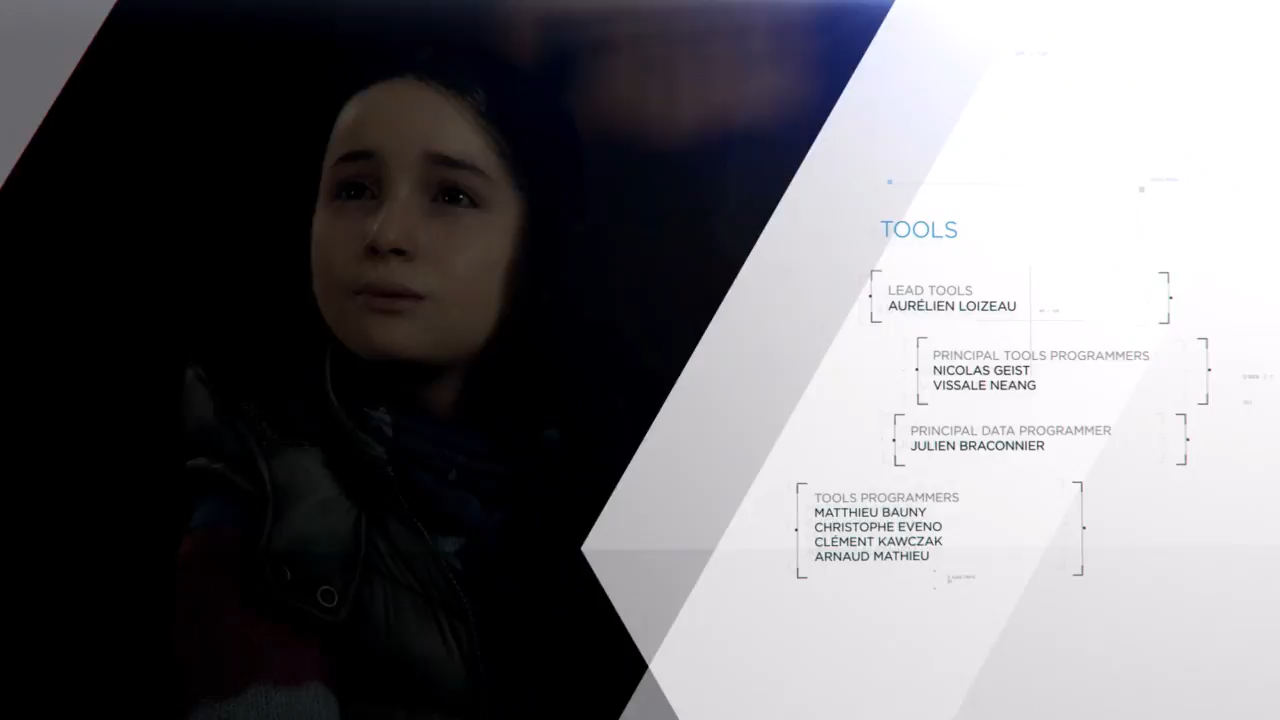 TOOLS
LEAD TOOLS
AURÉLIEN LOIZEAU
PRINCIPAL TOOLS PROGRAMMERS
NICOLAS GEIST
VISSALE NEANG
PRINCIPAL DATA PROGRAMMER
JULIEN BRACONNIER
TOOLS PROGRAMMERS
MATTHIEU BAUNY
CHRISTOPHE EVENO
CLÉMENT KAWCZAK
ARNAUD MATHIEU